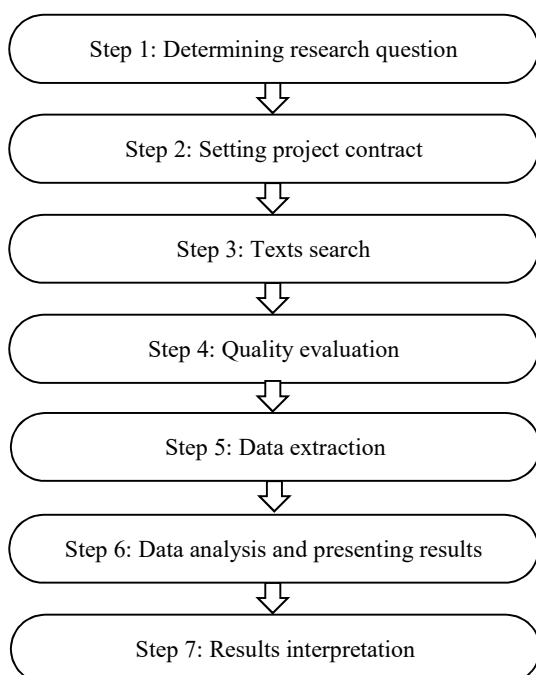 Step 1: Determining research question
Step 2: Setting project contract
Step 3: Texts search
Step 4: Quality evaluation
Step 5: Data extraction
Step 6: Data analysis and presenting results
Step 7: Results interpretation